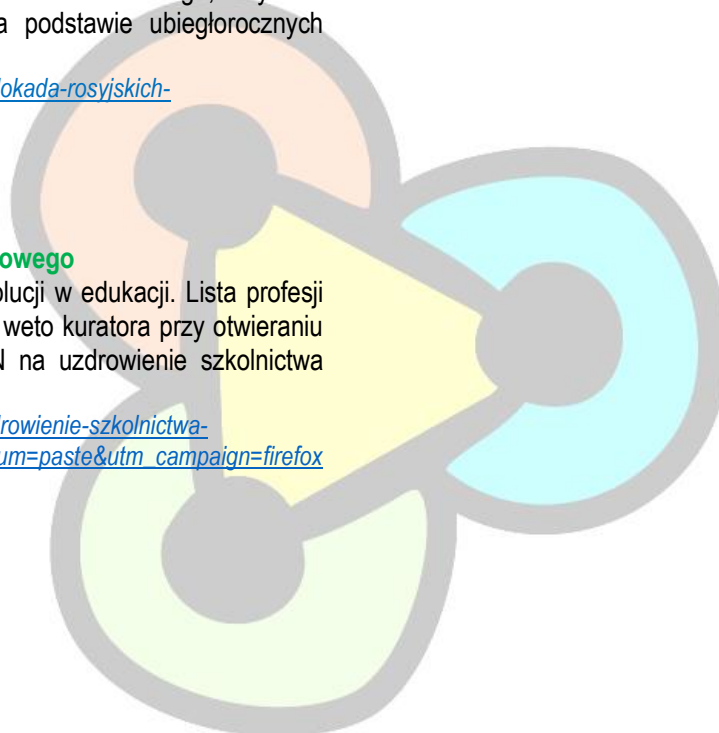 a podstawie ubiegłorocznych
lokada-rosyjskich-
owego
olucji w edukacji. Lista profesji
weto kuratora przy otwieraniu
N na uzdrowienie szkolnictwa
drowienie-szkolnictwa-
um=paste&utm_campaign=firefox